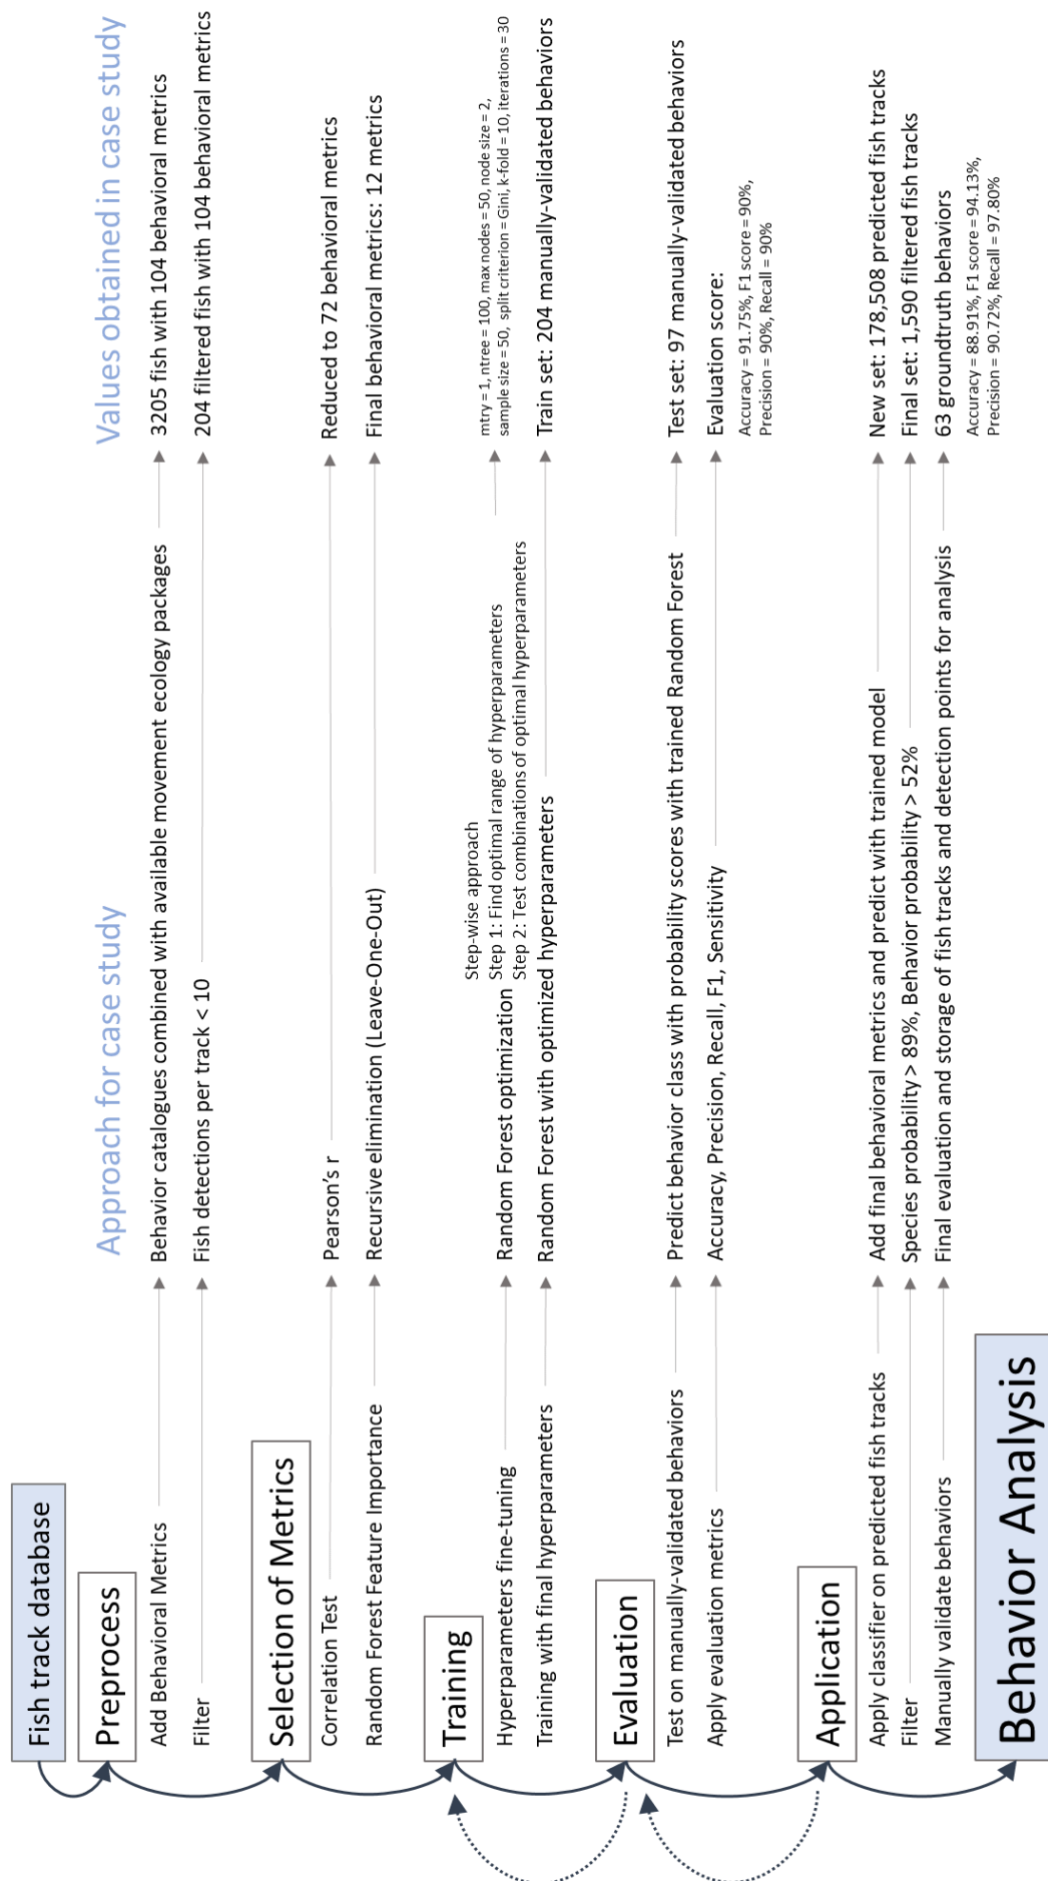 Approach for case study
Values obtained in case study
Fish track database
Preprocess
Add Behavioral Metrics
Behavior catalogues combined with available movement ecology packages
3205 fish with 104 behavioral metrics
Filter
Fish detections per track < 10
204 filtered fish with 104 behavioral metrics
Selection of Metrics
Correlation Test
Pearson's r
Reduced to 72 behavioral metrics
Random Forest Feature Importance
Recursive elimination (Leave-One-Out)
Final behavioral metrics: 12 metrics
Training
Hyperparameters fine-tuning
Random Forest optimization
Step-wise approach
Step 1: Find optimal range of hyperparameters
Step 2: Test combinations of optimal hyperparameters
mtry = 1, ntree = 100, max nodes = 50, node size = 2,
sample size = 50, split criterion = Gini, k-fold = 10, iterations = 30
Training with final hyperparameters
Random Forest with optimized hyperparameters
Train set: 204 manually-validated behaviors
Evaluation
Test on manually-validated behaviors
Predict behavior class with probability scores with trained Random Forest
Test set: 97 manually-validated behaviors
Apply evaluation metrics
Accuracy, Precision, Recall, F1, Sensitivity
Evaluation score:
Accuracy = 91.75%, F1 score = 90%,
Precision = 90%, Recall = 90%
Application
Apply classifier on predicted fish tracks
Add final behavioral metrics and predict with trained model
New set: 178,508 predicted fish tracks
Filter
Species probability > 89%, Behavior probability > 52%
Final set: 1,590 filtered fish tracks
Manually validate behaviors
Final evaluation and storage of fish tracks and detection points for analysis
63 groundtruth behaviors
Accuracy = 88.91%, F1 score = 94.13%,
Precision = 90.72%, Recall = 97.80%
Behavior Analysis